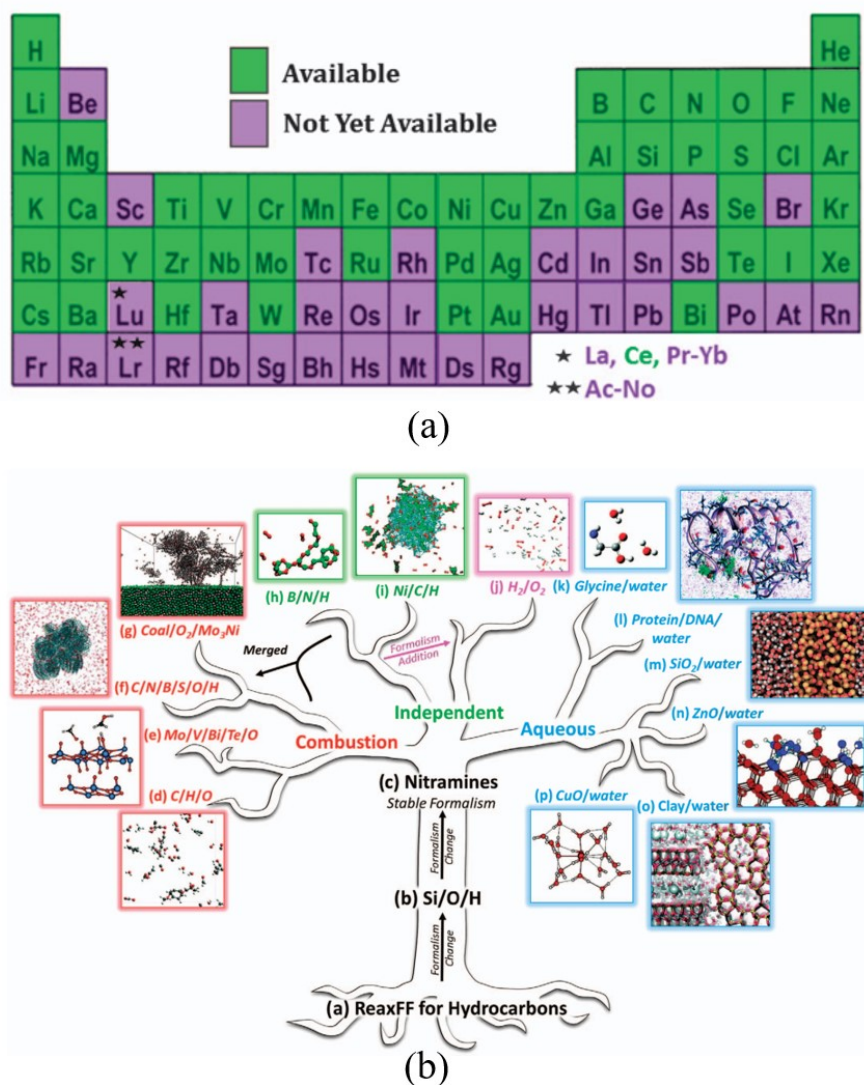 H He
Available
Li Be B C N O F Ne
Not Yet Available
Na Mg Al Si P S Cl Ar
K Ca Sc Ti V Cr Mn Fe Co Ni Cu Zn Ga Ge As Se Br Kr
Rb Sr Y Zr Nb Mo Tc Ru Rh Pd Ag Cd In Sn Sb Te I Xe
Cs Ba ★ Lu Hf Ta W Re Os Ir Pt Au Hg Tl Pb Bi Po At Rn
Fr Ra ★★ Lr Rf Db Sg Bh Hs Mt Ds Rg
★ La, Ce, Pr-Yb
★★ Ac-No
(a)
(g) Coal/O₂/Mo₃Ni
(h) B/N/H
(i) Ni/C/H
(j) H₂/O₂
(k) Glycine/water
(l) Protein/DNA/
water
(m) SiO₂/water
(n) ZnO/water
Merged
Formalism
Addition
(f) C/N/B/S/O/H
(e) Mo/V/Bi/Te/O
(d) C/H/O
Combustion
Independent
Aqueous
(c) Nitramines
Stable Formalism
(p) CuO/water
(o) Clay/water
Formalism
Change
(b) Si/O/H
Formalism
Change
(a) ReaxFF for Hydrocarbons
(b)